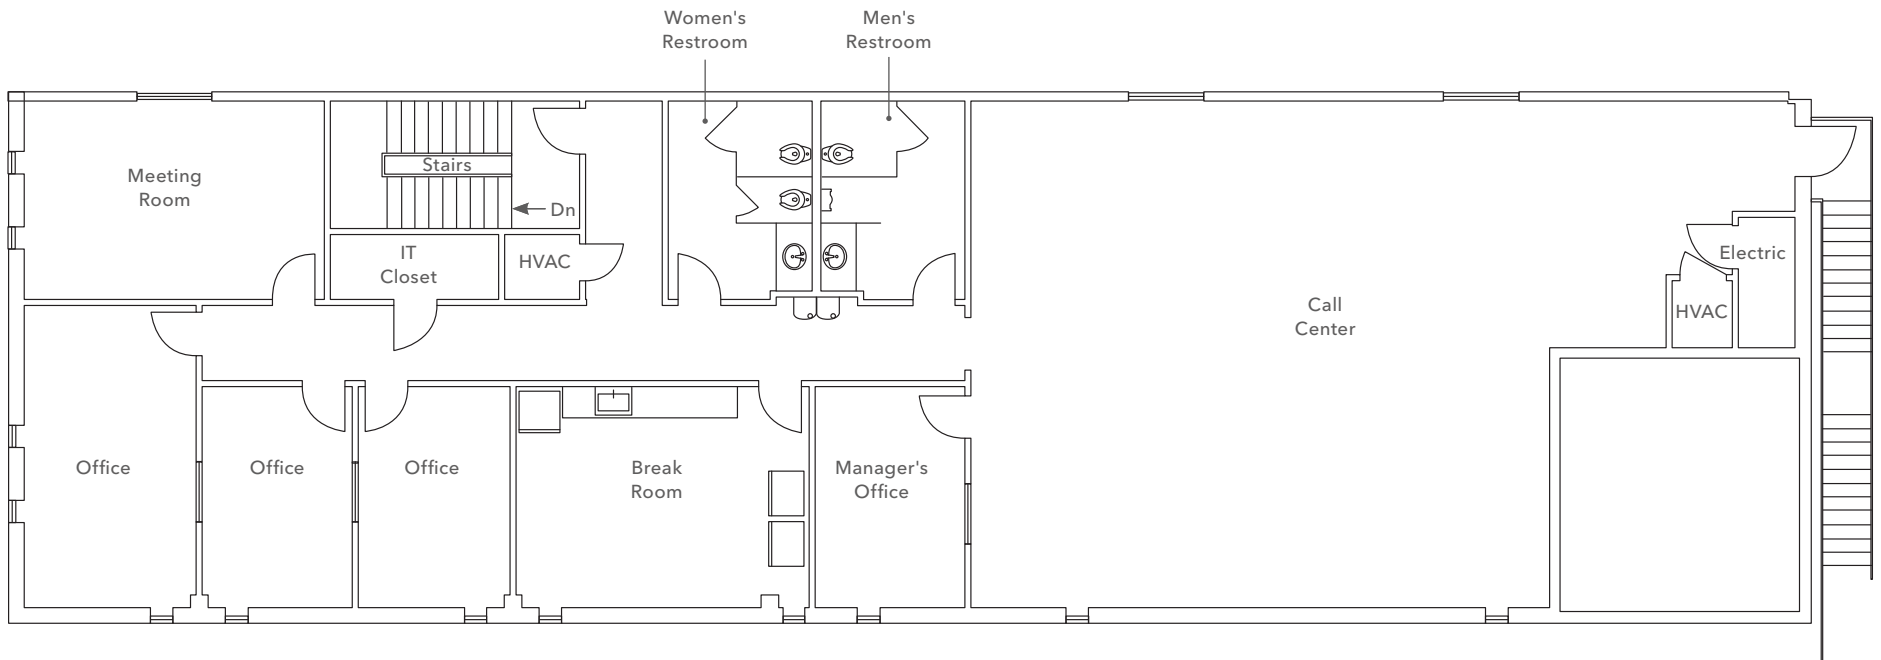 Women's
Restroom
Men's
Restroom
Meeting
Room
Stairs
Dn
IT
Closet
HVAC
Electric
HVAC
Call
Center
Office
Office
Office
Break
Room
Manager's
Office